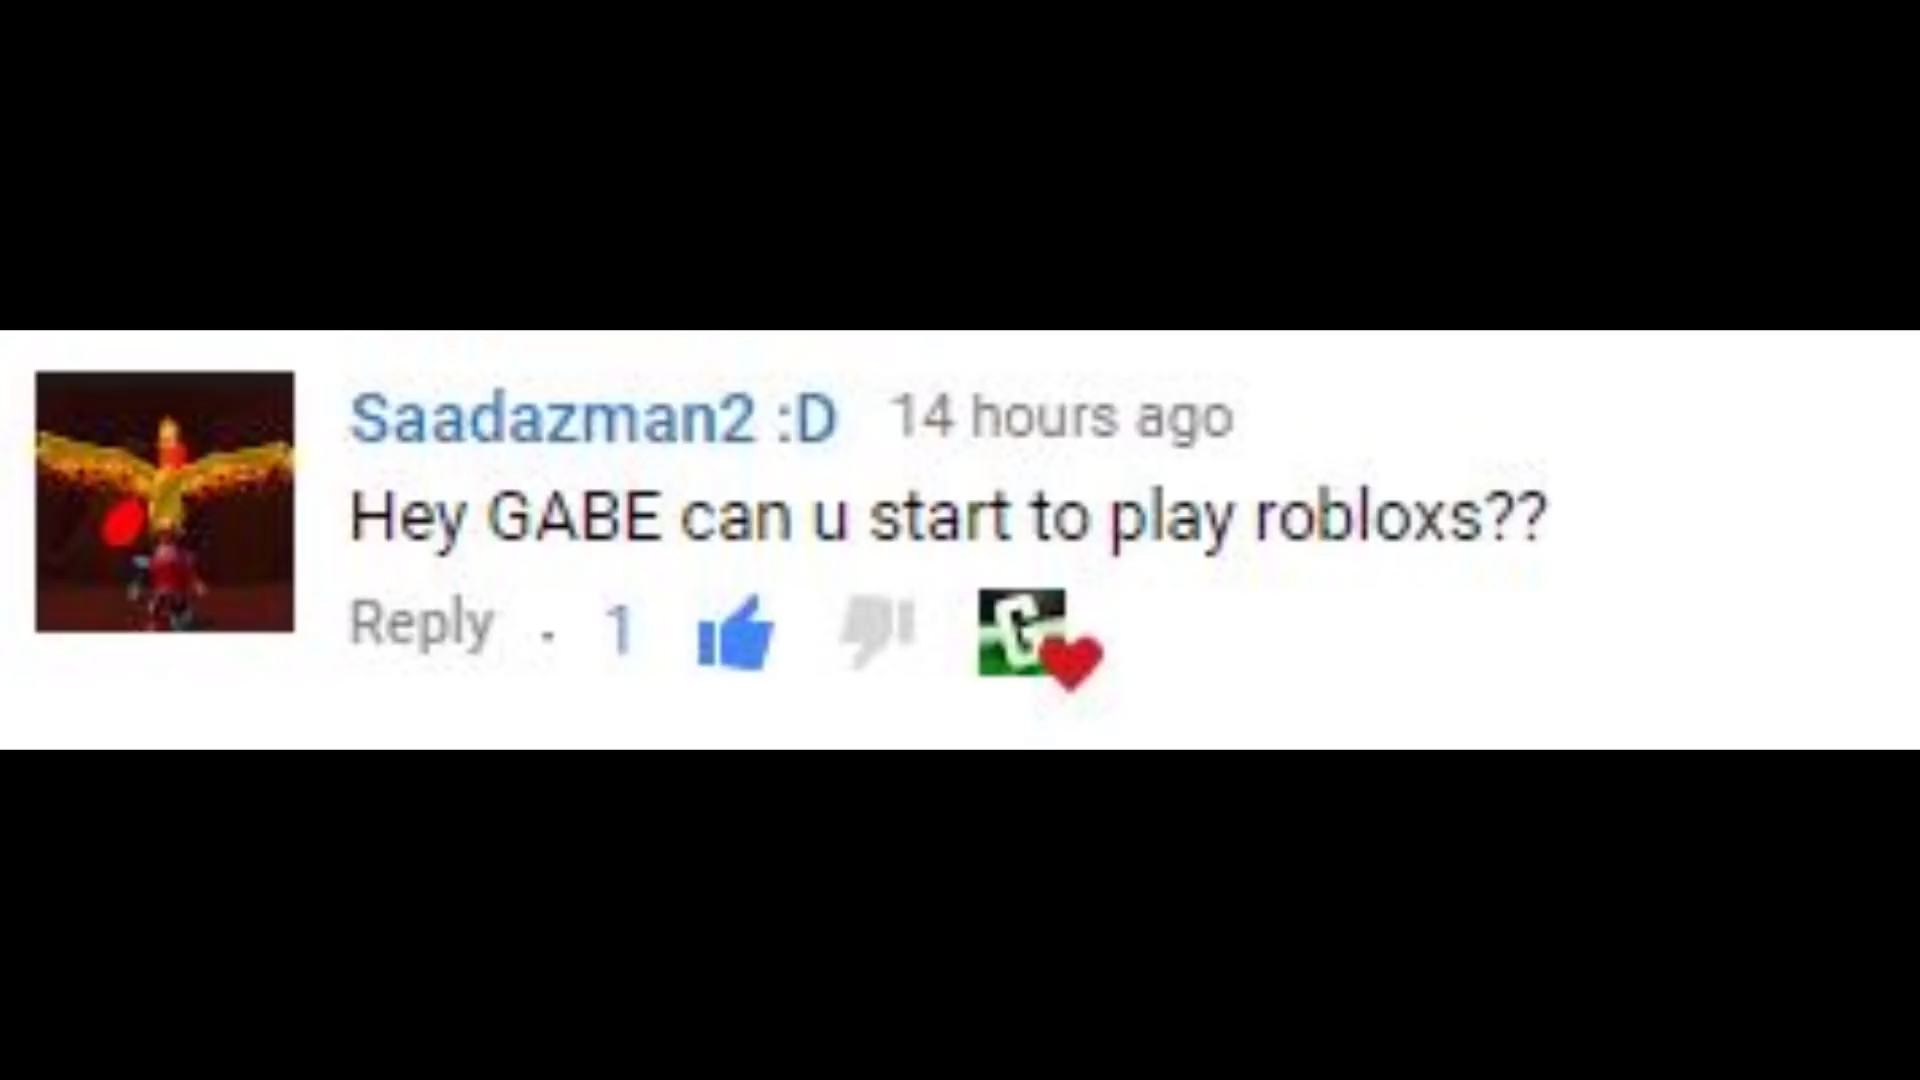 Saadazman2 :D 14 hours ago
Hey GABE can u start to play robloxs??
Reply · 1
G